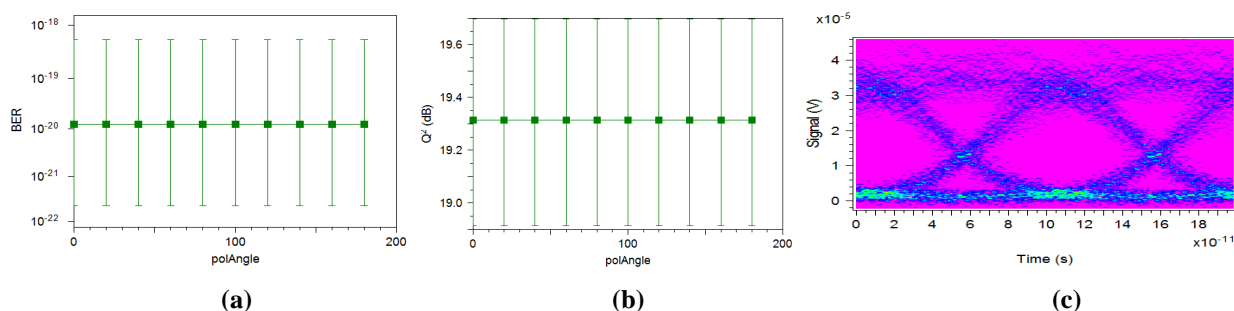 10⁻¹⁸
10⁻¹⁹
10⁻²⁰
10⁻²¹
10⁻²²
BER
0 100 200
polAngle
(a)
19.6
19.4
19.2
19.0
Q² (dB)
0 100 200
polAngle
(b)
x10⁻⁵
4
3
2
1
0
Signal (V)
0 2 4 6 8 10 12 14 16 18
x10⁻¹¹
Time (s)
(c)